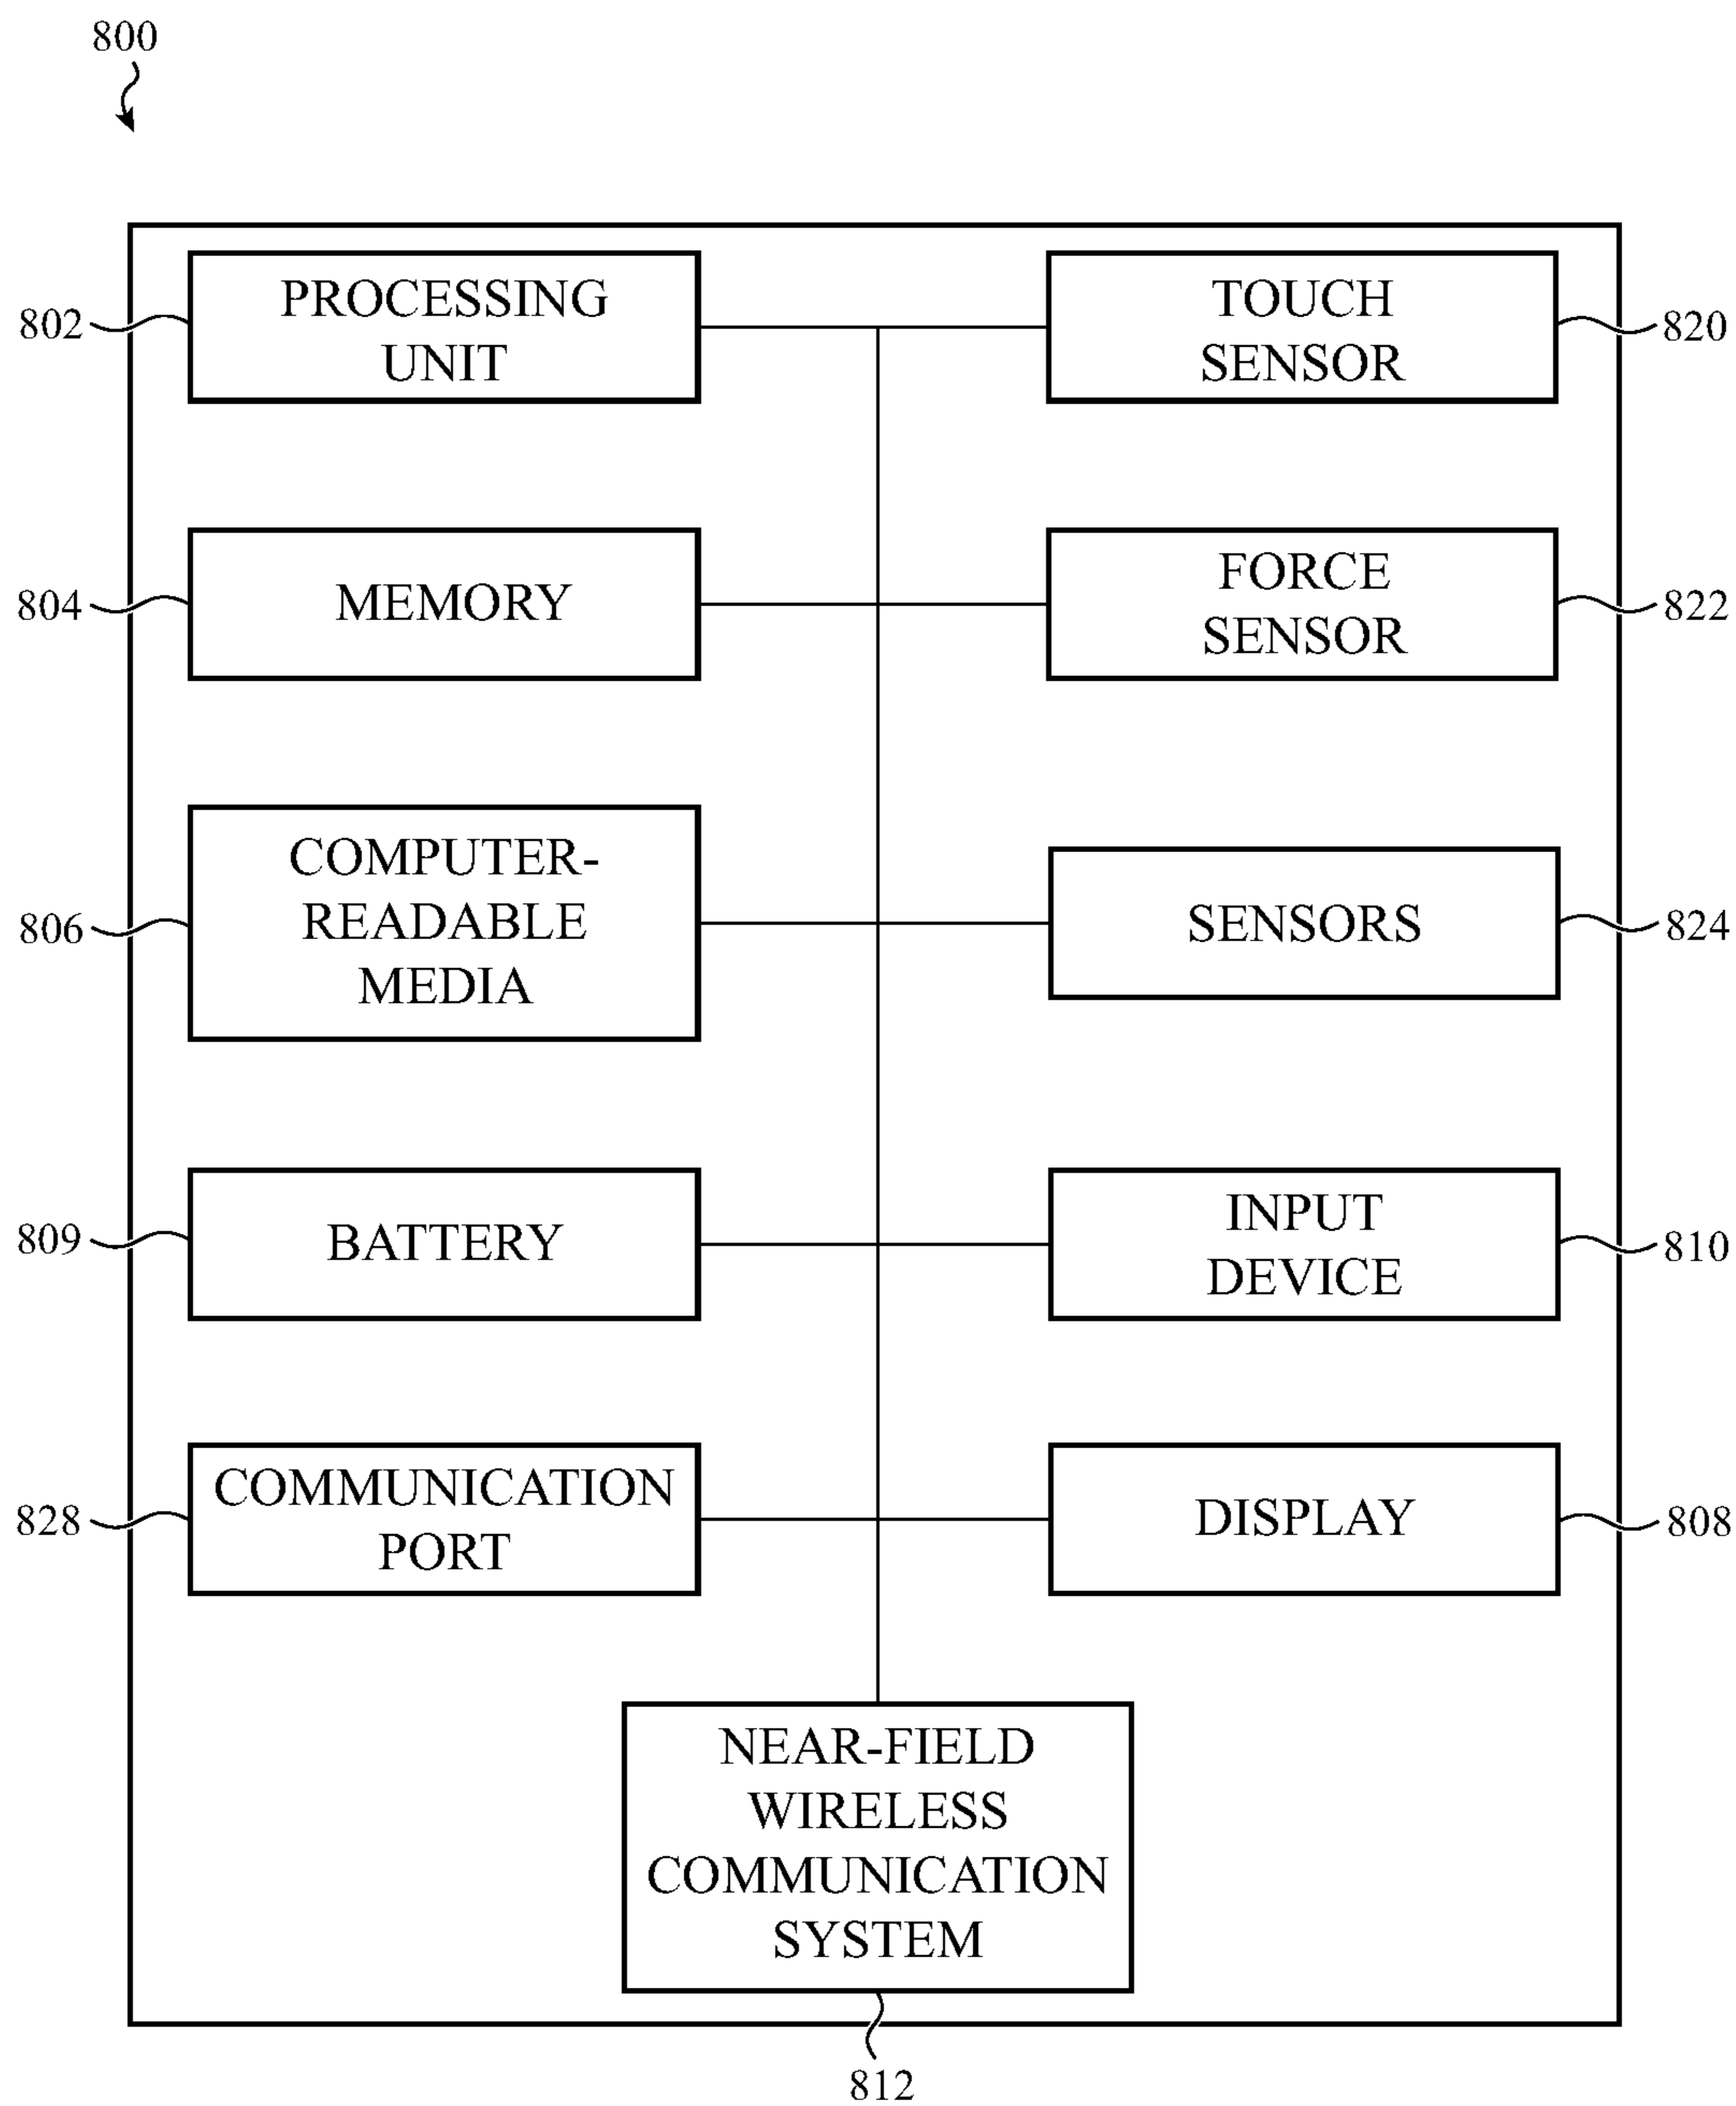 800
802
PROCESSING
UNIT
TOUCH
SENSOR
820
804
MEMORY
FORCE
SENSOR
822
806
COMPUTER-
READABLE
MEDIA
SENSORS
824
809
BATTERY
INPUT
DEVICE
810
828
COMMUNICATION
PORT
DISPLAY
808
NEAR-FIELD
WIRELESS
COMMUNICATION
SYSTEM
812